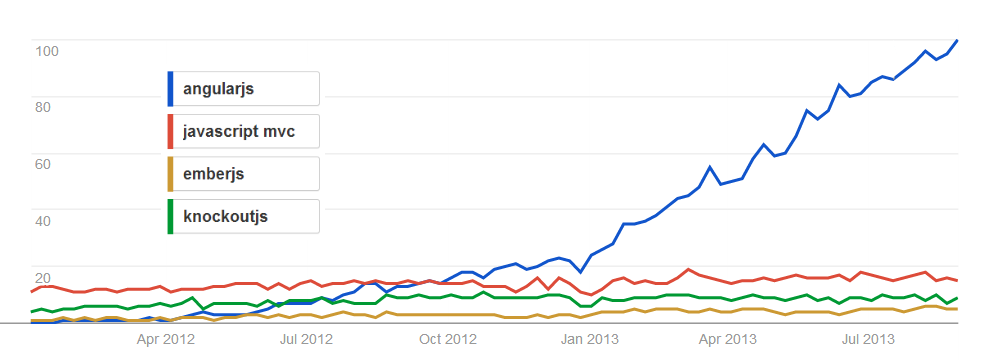 100
80
60
40
20
angularjs
javascript mvc
emberjs
knockoutjs
Apr 2012 Jul 2012 Oct 2012 Jan 2013 Apr 2013 Jul 2013